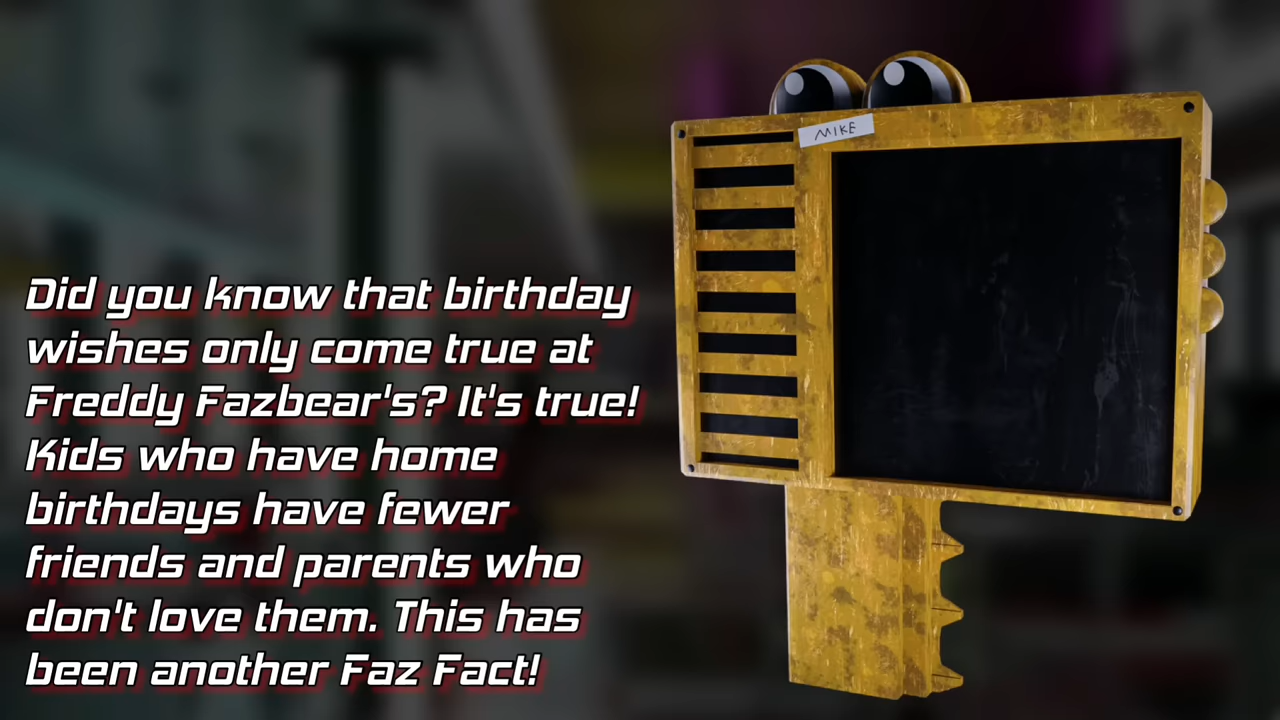 MIKE
Did you know that birthday
wishes only come true at
Freddy Fazbear's? It's true!
Kids who have home
birthdays have fewer
friends and parents who
don't love them. This has
been another Faz Fact!